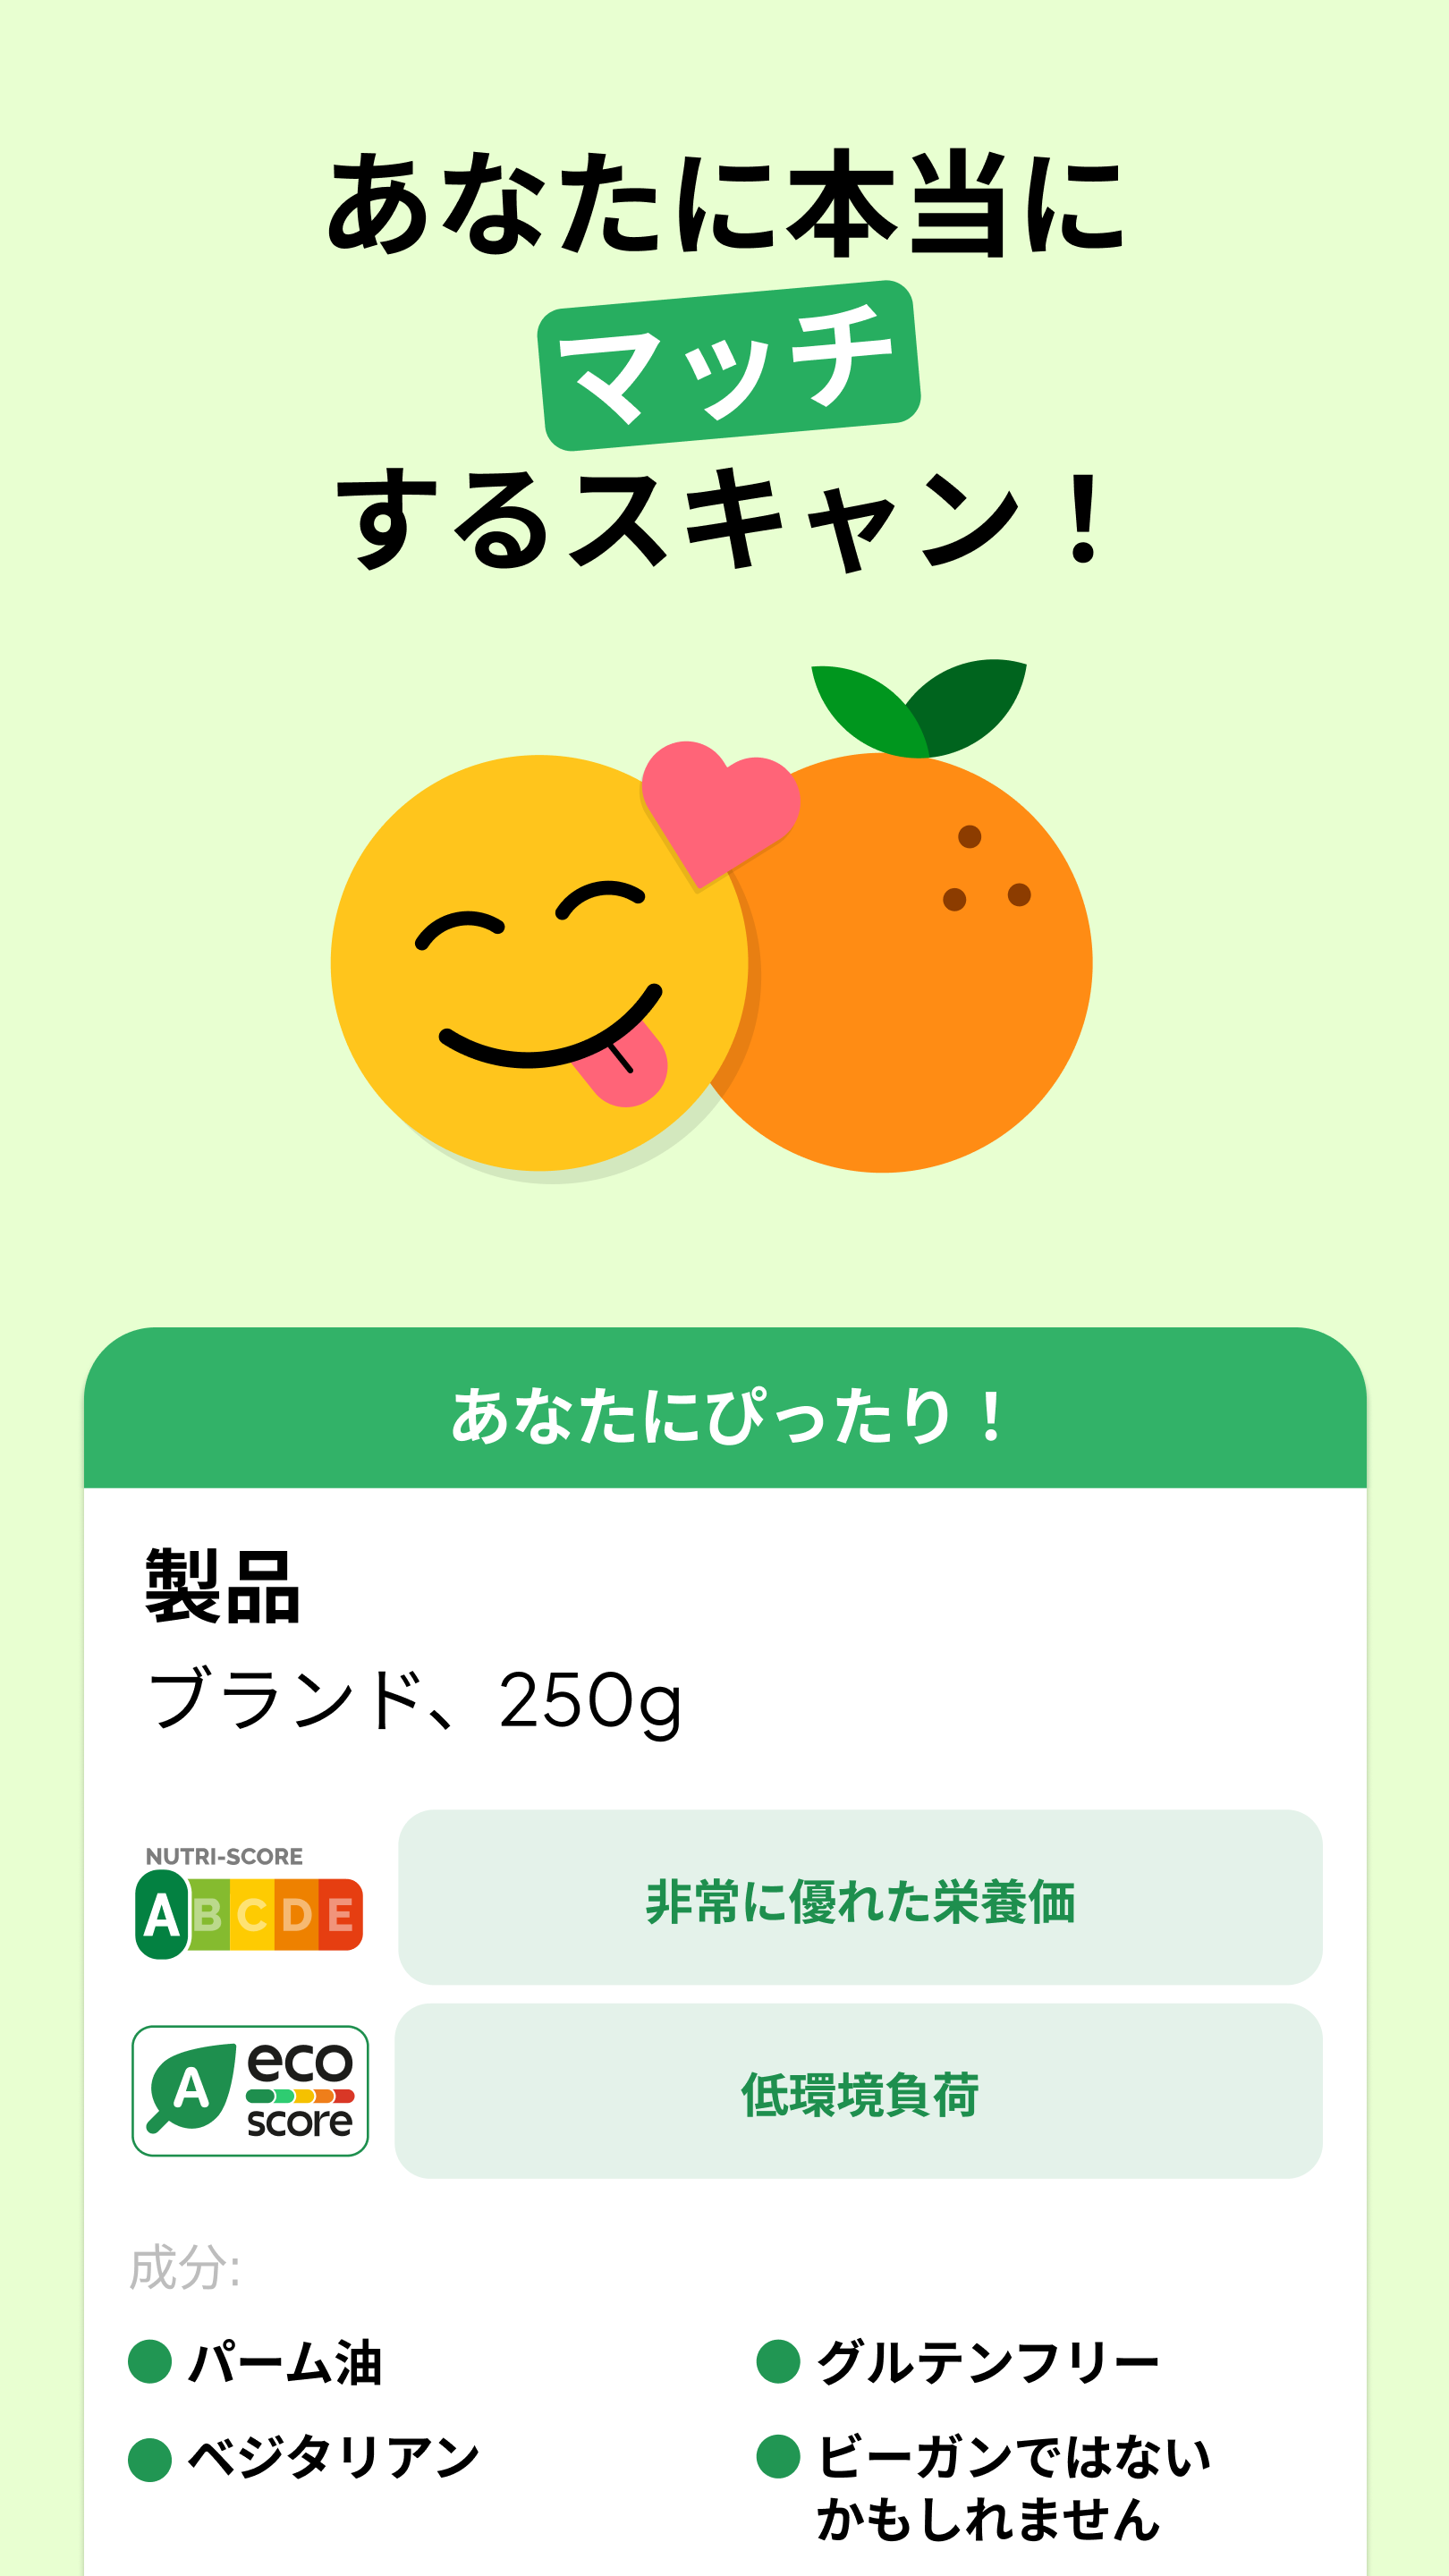 あなたに本当に
マッチ
するスキャン！
あなたにぴったり！
製品
ブランド、250g
NUTRI-SCORE
A B C D E
非常に優れた栄養価
A eco
score
低環境負荷
成分:
パーム油
グルテンフリー
ベジタリアン
ビーガンではない
かもしれません